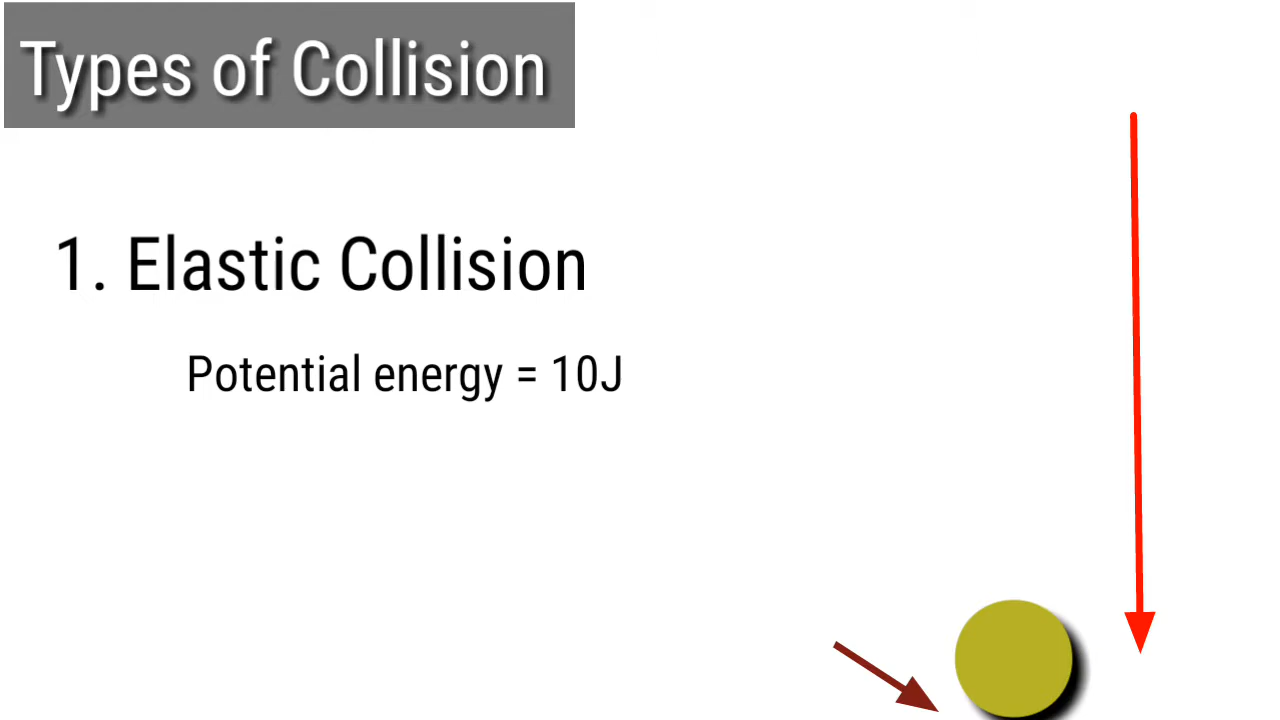 Types of Collision
1. Elastic Collision
Potential energy = 10J